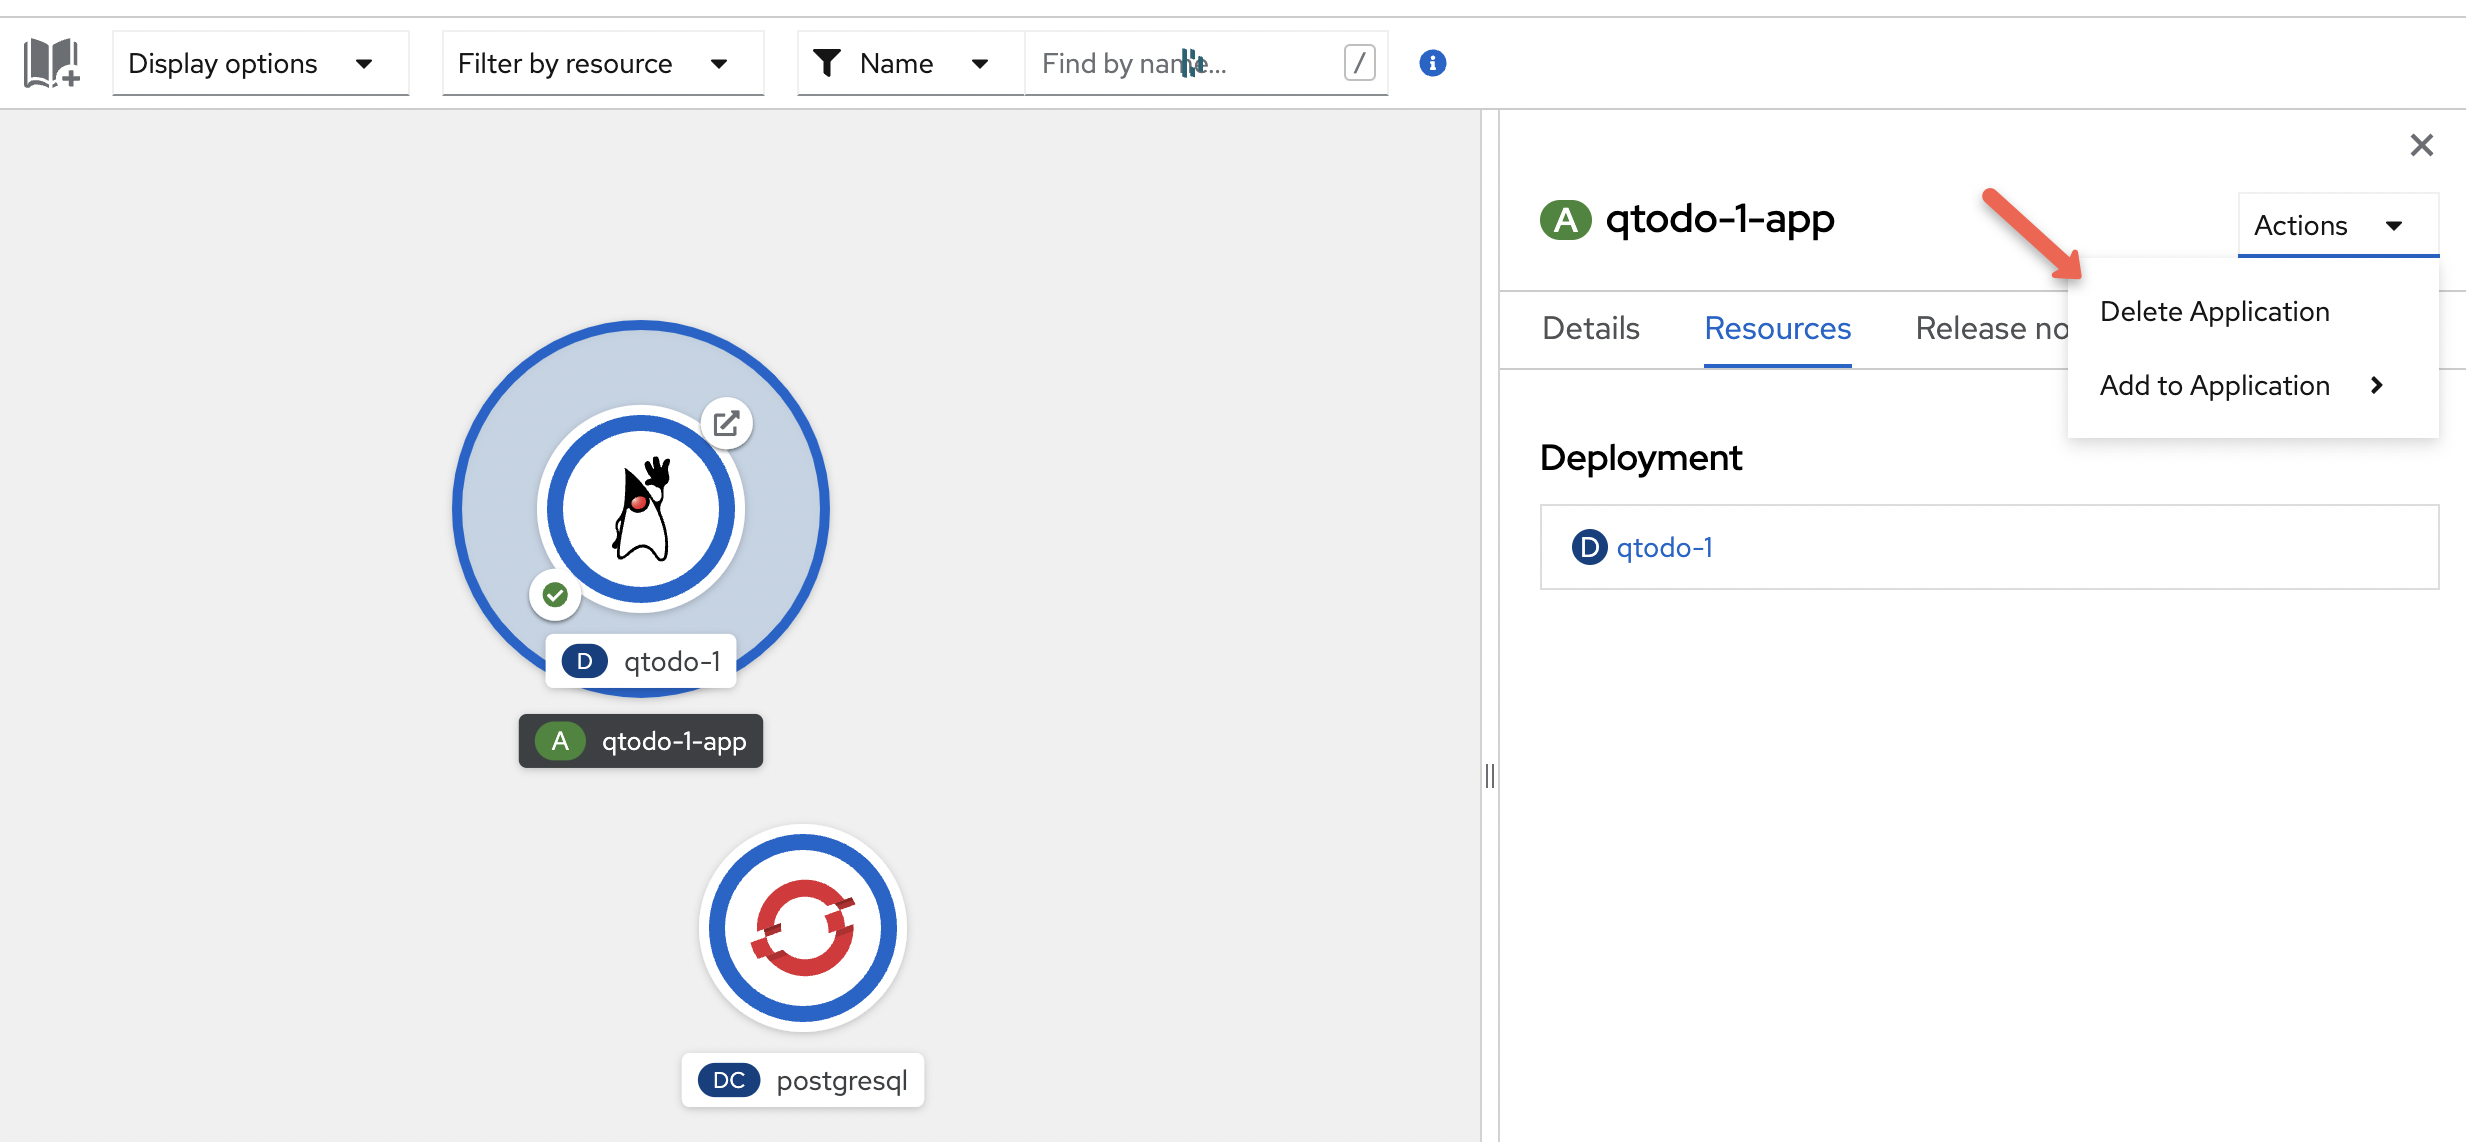 Display options
Filter by resource
Name
Find by name...
/
A qtodo-1-app
Actions
Delete Application
Add to Application
Details
Resources
Release no
Deployment
D qtodo-1
D qtodo-1
A qtodo-1-app
DC postgresql